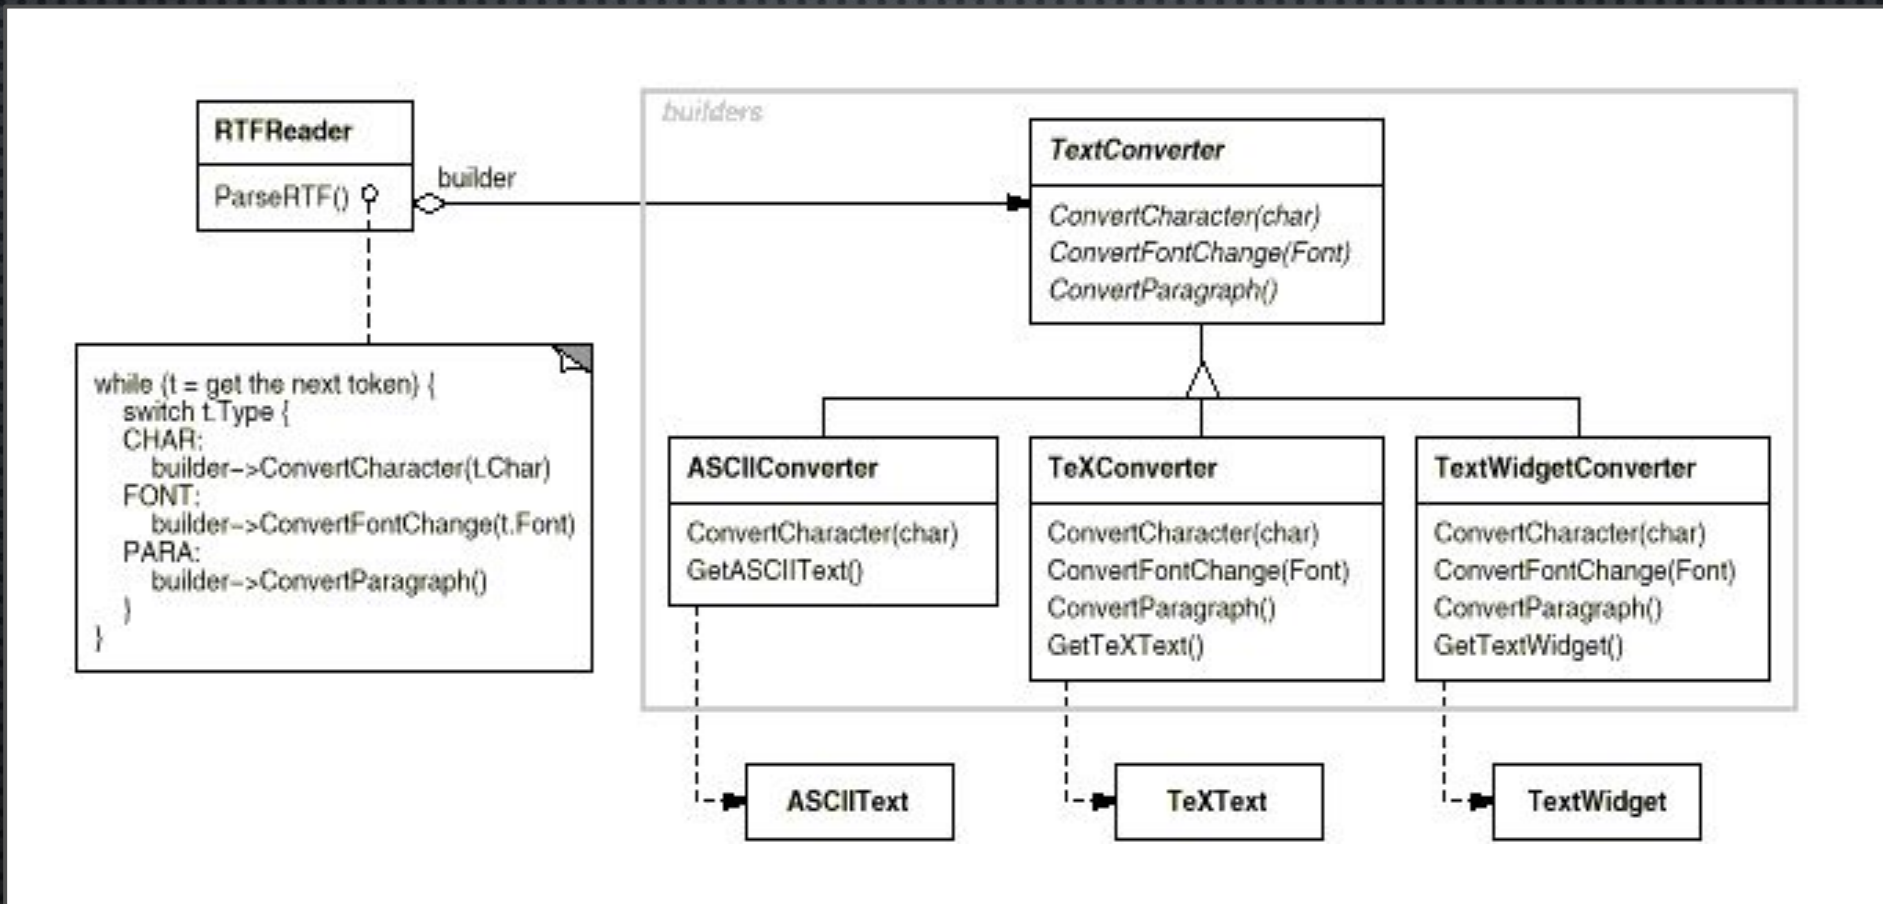 RTFReader
ParseRTF()
builder
builders
TextConverter
ConvertCharacter(char)
ConvertFontChange(Font)
ConvertParagraph()
while (t = get the next token) {
switch t.Type {
CHAR:
builder->ConvertCharacter(t.Char)
FONT:
builder->ConvertFontChange(t.Font)
PARA:
builder->ConvertParagraph()
}
}
ASCIIConverter
ConvertCharacter(char)
GetASCIIText()
TeXConverter
ConvertCharacter(char)
ConvertFontChange(Font)
ConvertParagraph()
GetTeXText()
TextWidgetConverter
ConvertCharacter(char)
ConvertFontChange(Font)
ConvertParagraph()
GetTextWidget()
ASCIIText
TeXText
TextWidget